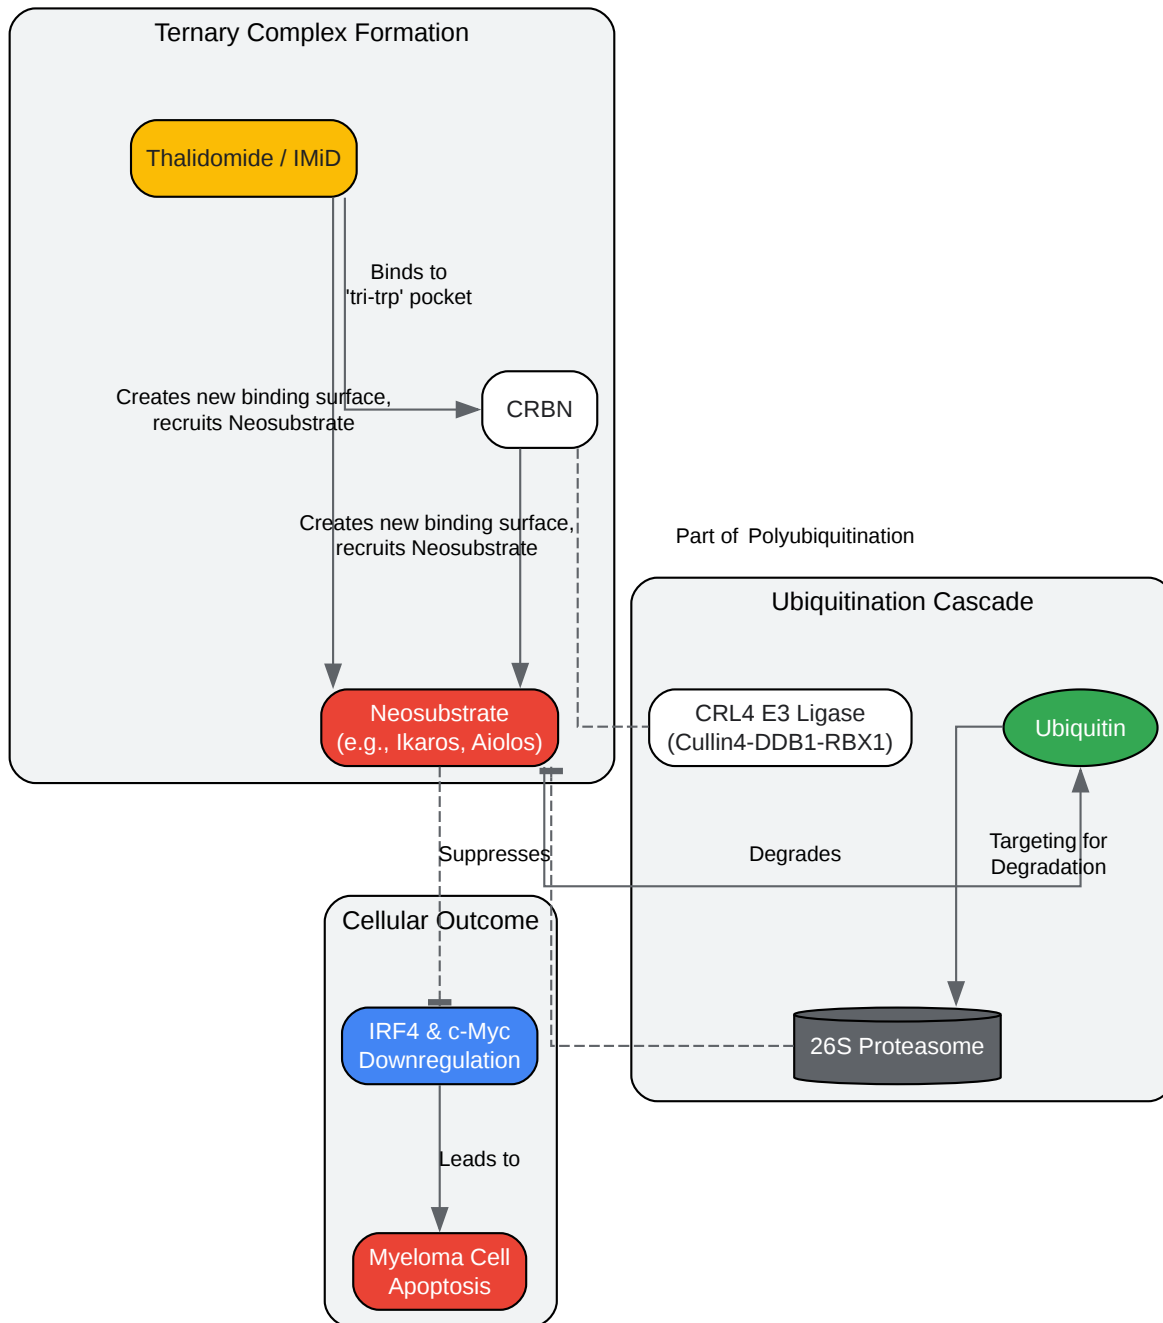 Ternary Complex Formation
Thalidomide / IMiD
Binds to
'tri-trp' pocket
Creates new binding surface,
recruits Neosubstrate
CRBN
Creates new binding surface,
recruits Neosubstrate
Part of
Polyubiquitination
Ubiquitination Cascade
Neosubstrate
(e.g., Ikaros, Aiolos)
CRL4 E3 Ligase
(Cullin4-DDB1-RBX1)
Ubiquitin
Suppresses
Degrades
Targeting for
Degradation
Cellular Outcome
IRF4 & c-Myc
Downregulation
26S Proteasome
Leads to
Myeloma Cell
Apoptosis